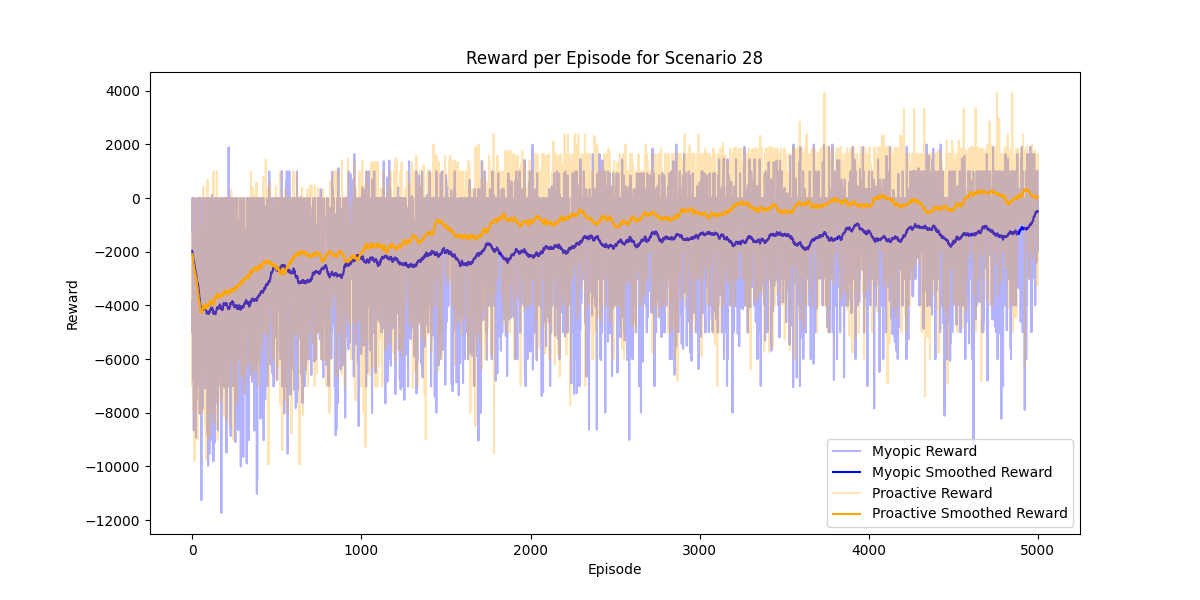 Reward per Episode for Scenario 28
4000
2000
0
−2000
−4000
−6000
−8000
−10000
−12000
Reward
0
1000
2000
3000
4000
5000
Episode
Myopic Reward
Myopic Smoothed Reward
Proactive Reward
Proactive Smoothed Reward